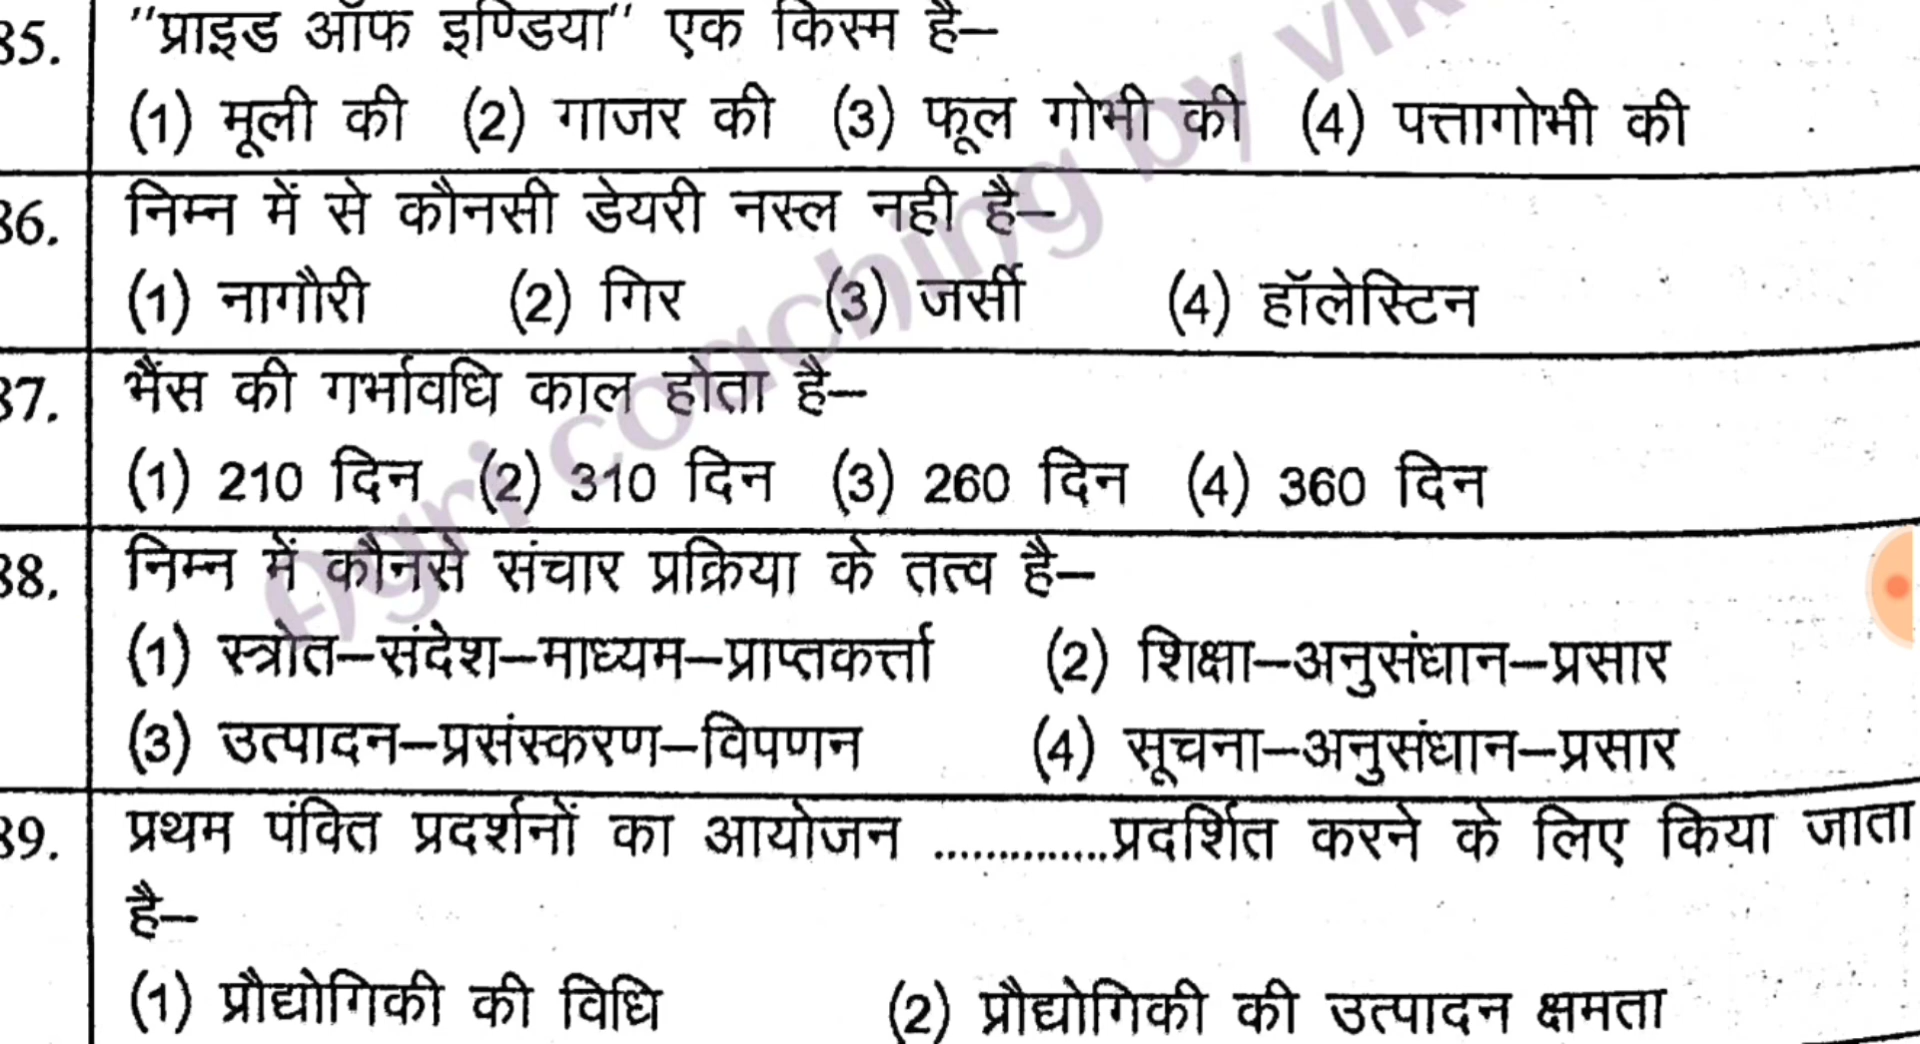 35. "प्राइड ऑफ इण्डिया" एक किस्म है–
(1) मूली की (2) गाजर की (3) फूल गोभी की (4) पत्तागोभी की
36. निम्न में से कौनसी डेयरी नस्ल नही है–
(1) नागौरी (2) गिर (3) जर्सी (4) हॉलेस्टिन
37. भैंस की गर्भावधि काल होता है–
(1) 210 दिन (2) 310 दिन (3) 260 दिन (4) 360 दिन
38. निम्न में कौनसे संचार प्रक्रिया के तत्व है–
(1) स्त्रोत–संदेश–माध्यम–प्राप्तकर्त्ता (2) शिक्षा–अनुसंधान–प्रसार
(3) उत्पादन–प्रसंस्करण–विपणन (4) सूचना–अनुसंधान–प्रसार
39. प्रथम पंक्ति प्रदर्शनों का आयोजन ..............प्रदर्शित करने के लिए किया जाता
है–
(1) प्रौद्योगिकी की विधि (2) प्रौद्योगिकी की उत्पादन क्षमता
Agri coaching by